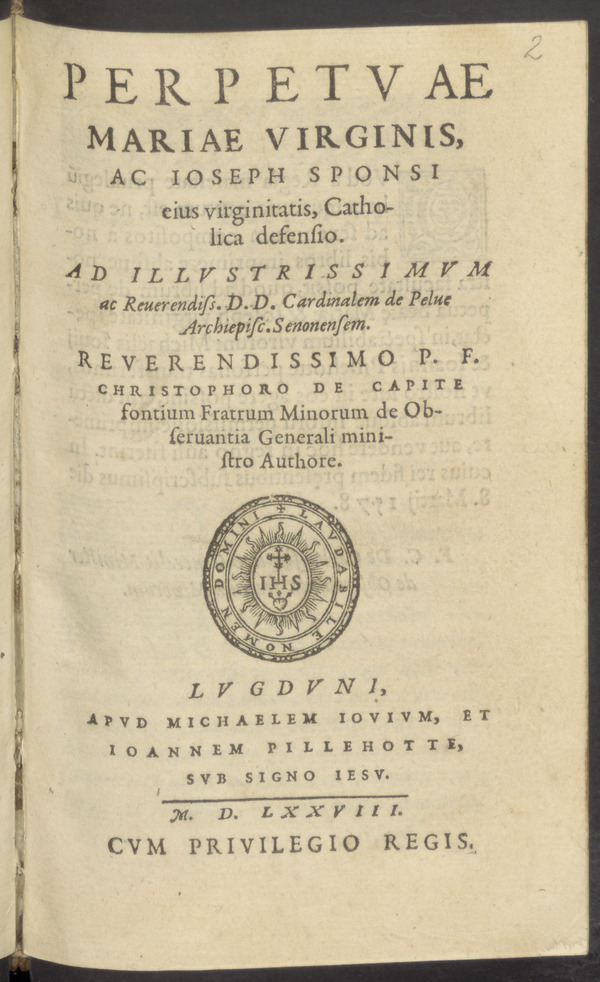 2
PERPETVAE
MARIAE VIRGINIS,
AC IOSEPH SPONSI
eius virginitatis, Catho-
lica defenſio.
AD ILLVSTRISSIMVM
ac Reuerendiſs. D. D. Cardinalem de Pelue
Archiepiſc. Senonenſem.
REVERENDISSIMO P. F.
CHRISTOPHORO DE CAPITE
fontium Fratrum Minorum de Ob-
ſeruantia Generali mini-
ſtro Authore.
NOMEN DOMINI ✢ LAVDABILE
IHS
LVGDVNI,
APVD MICHAELEM IOVIVM, ET
IOANNEM PILLEHOTTE,
SVB SIGNO IESV.
M. D. LXXVIII.
CVM PRIVILEGIO REGIS.